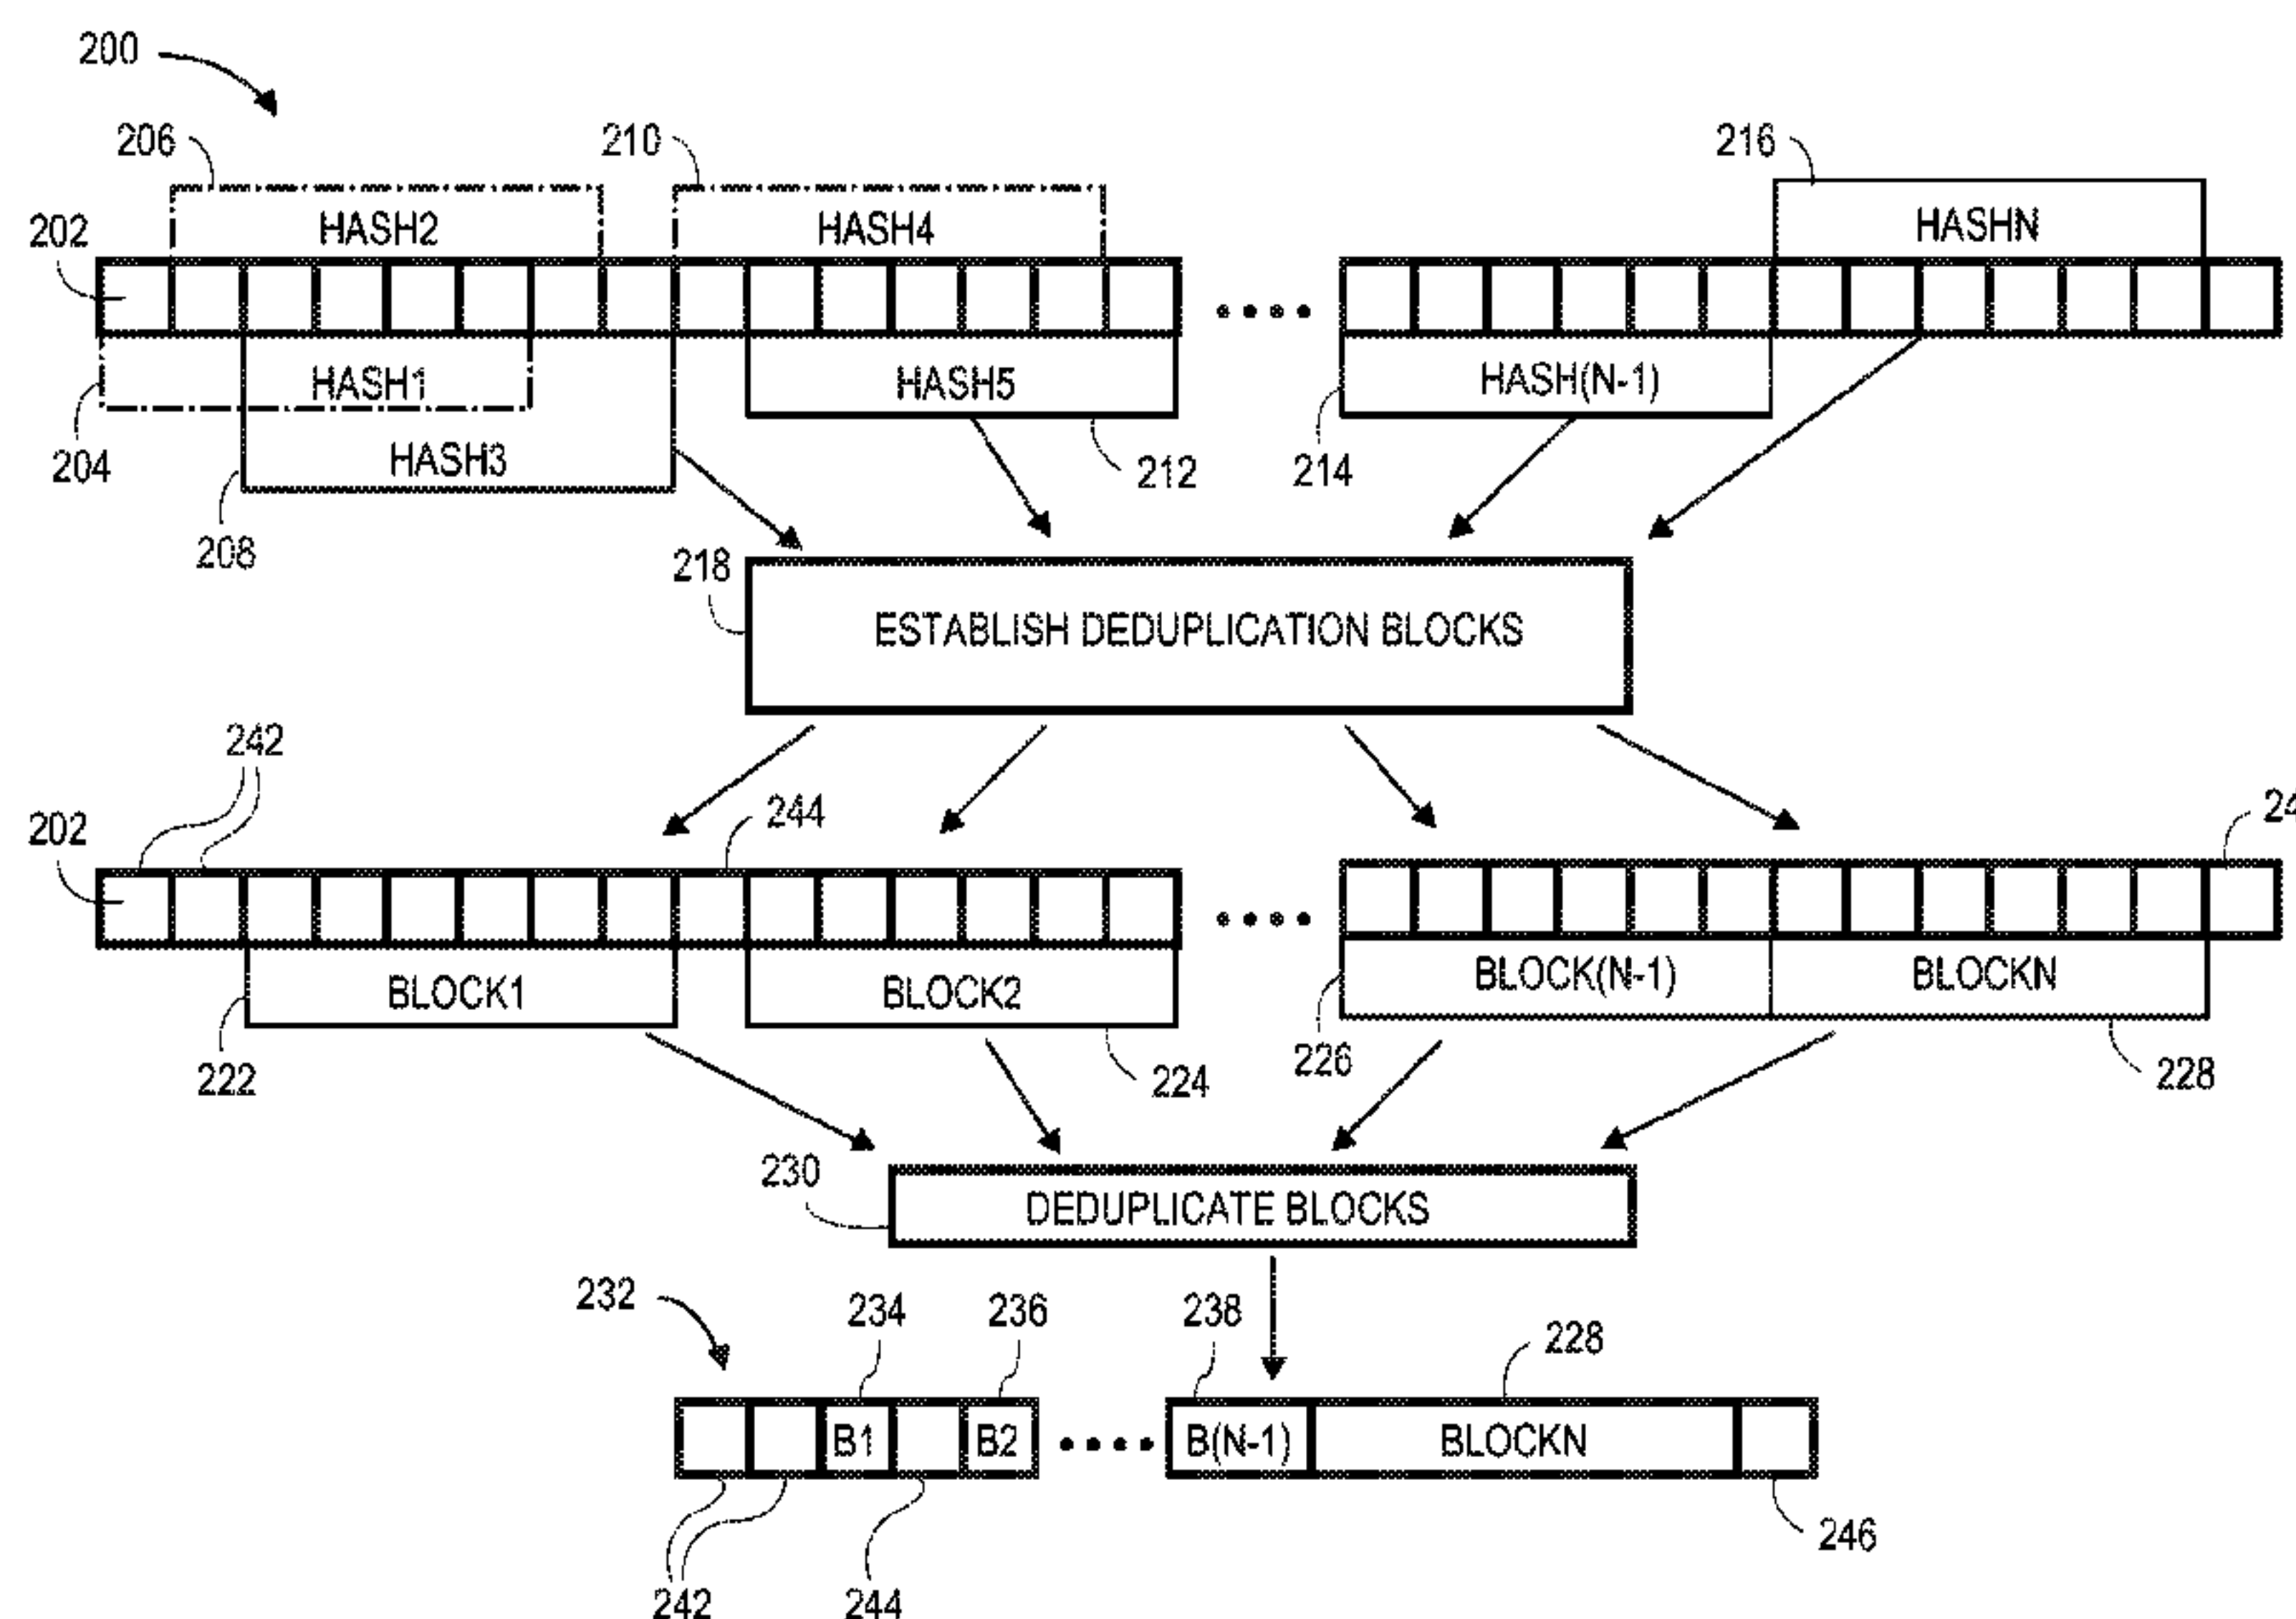 200
206
210
216
HASH2
HASH4
HASHN
202
HASH1
HASH5
HASH(N-1)
204
HASH3
212
214
208
218
ESTABLISH DEDUPLICATION BLOCKS
242
202
244
24
BLOCK1
BLOCK2
BLOCK(N-1)
BLOCKN
222
224
226
228
230
DEDUPLICATE BLOCKS
232
234
236
238
228
B1
B2
B(N-1)
BLOCKN
246
242
244